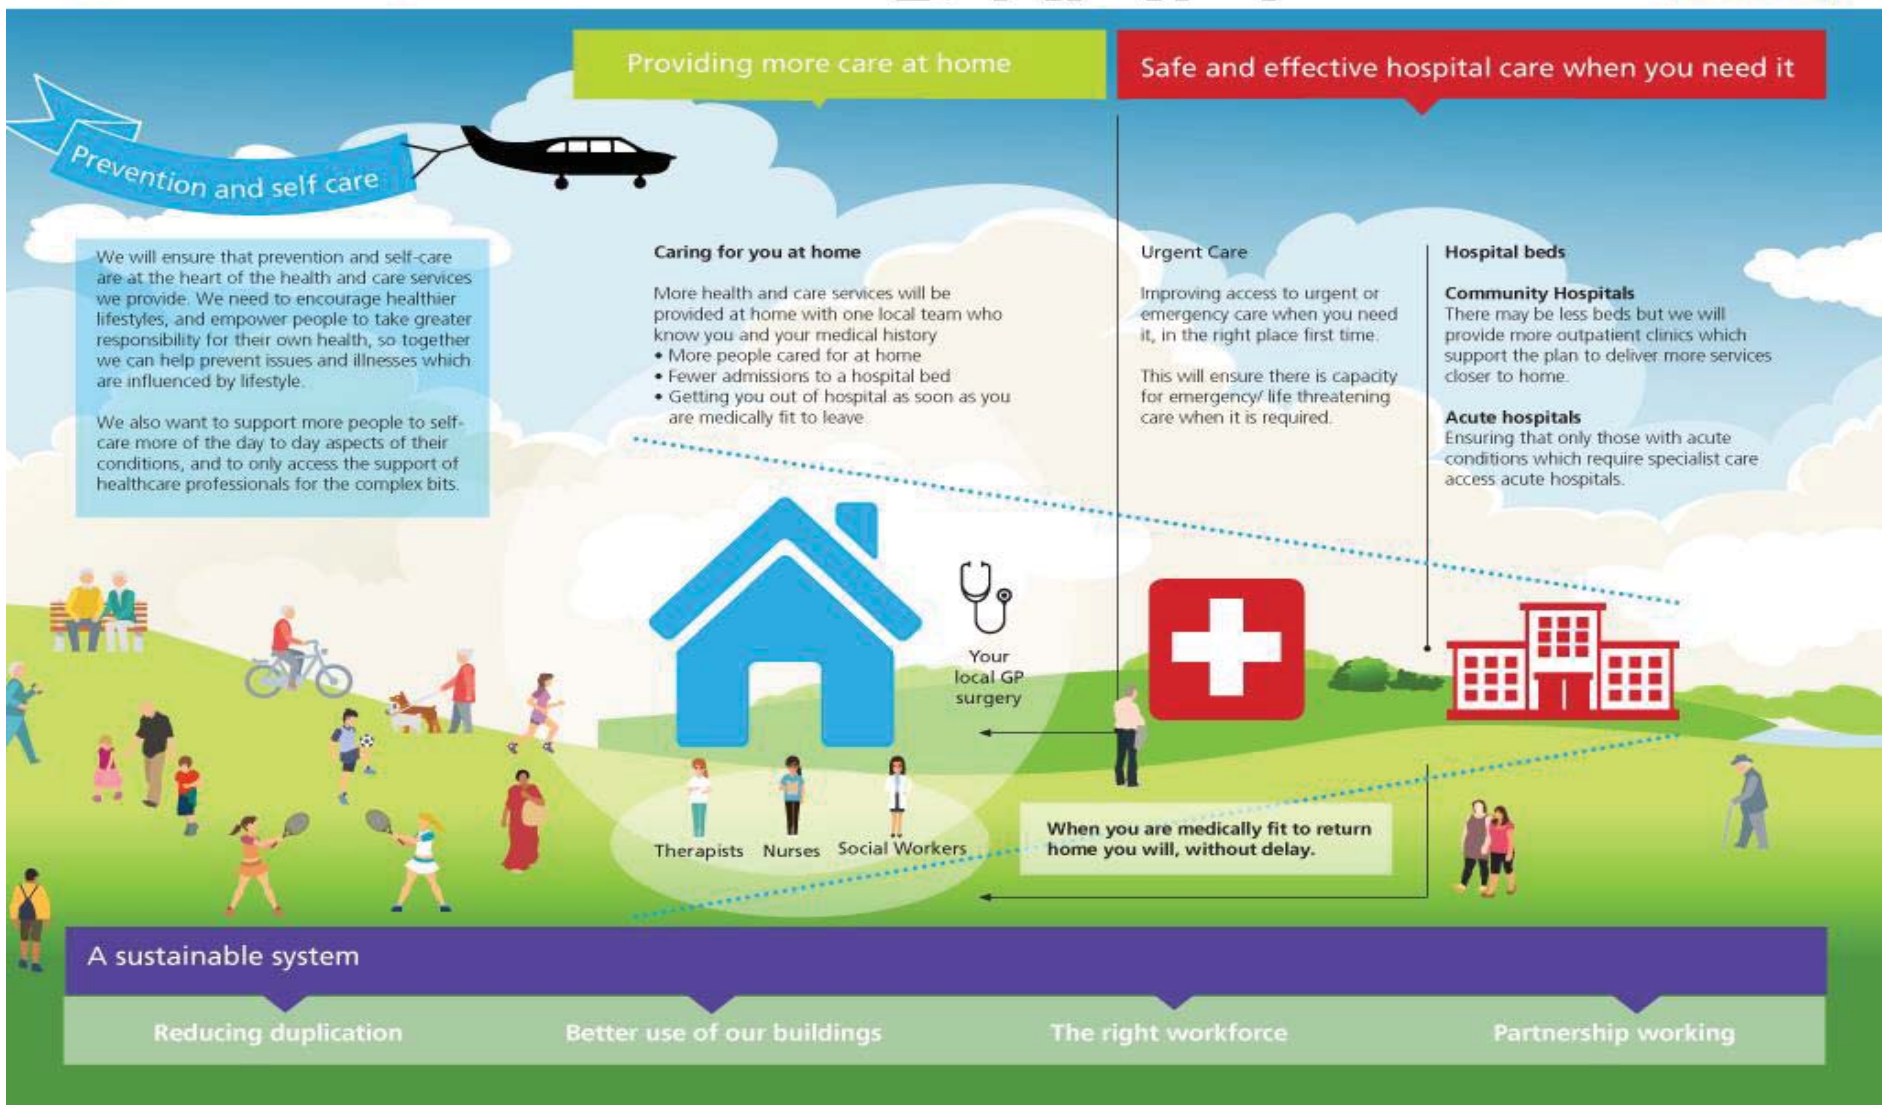 Providing more care at home
Safe and effective hospital care when you need it
Prevention and self care
We will ensure that prevention and self-care
are at the heart of the health and care services
we provide. We need to encourage healthier
lifestyles, and empower people to take greater
responsibility for their own health, so together
we can help prevent issues and illnesses which
are influenced by lifestyle.
We also want to support more people to self-
care more of the day to day aspects of their
conditions, and to only access the support of
healthcare professionals for the complex bits.
Caring for you at home
More health and care services will be
provided at home with one local team who
know you and your medical history
• More people cared for at home
• Fewer admissions to a hospital bed
• Getting you out of hospital as soon as you
are medically fit to leave
Urgent Care
Improving access to urgent or
emergency care when you need
it, in the right place first time.
This will ensure there is capacity
for emergency/ life threatening
care when it is required.
Hospital beds
Community Hospitals
There may be less beds but we will
provide more outpatient clinics which
support the plan to deliver more services
closer to home.
Acute hospitals
Ensuring that only those with acute
conditions which require specialist care
access acute hospitals.
Your
local GP
surgery
Therapists
Nurses
Social Workers
When you are medically fit to return
home you will, without delay.
A sustainable system
Reducing duplication
Better use of our buildings
The right workforce
Partnership working